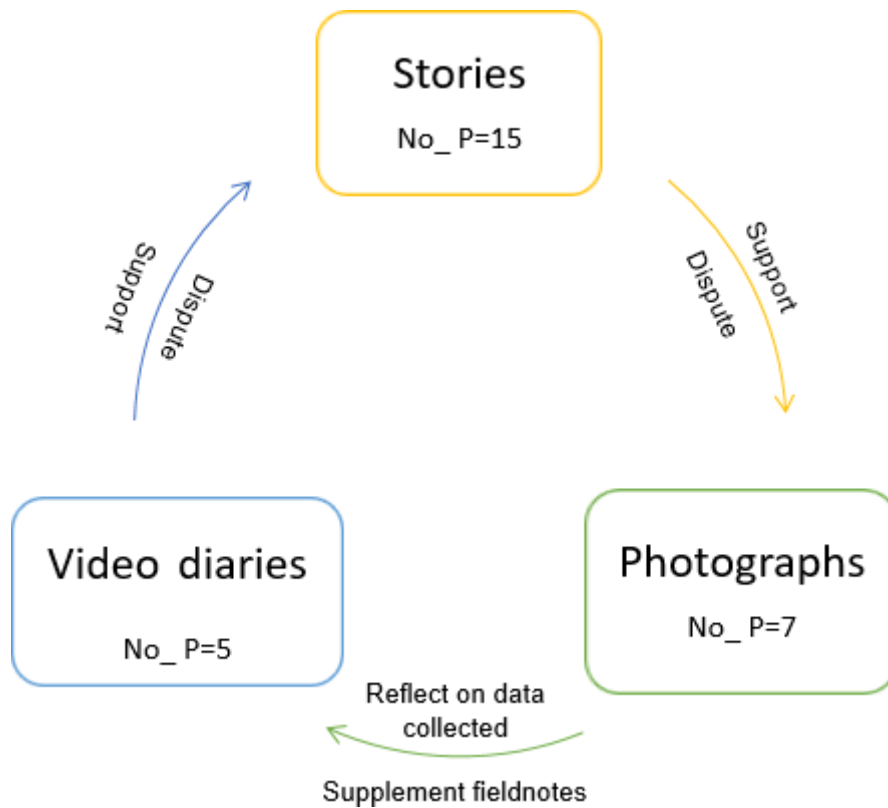 Stories
No_ P=15
Support
Dispute
Support
Dispute
Video diaries
No_ P=5
Photographs
No_ P=7
Reflect on data
collected
Supplement fieldnotes